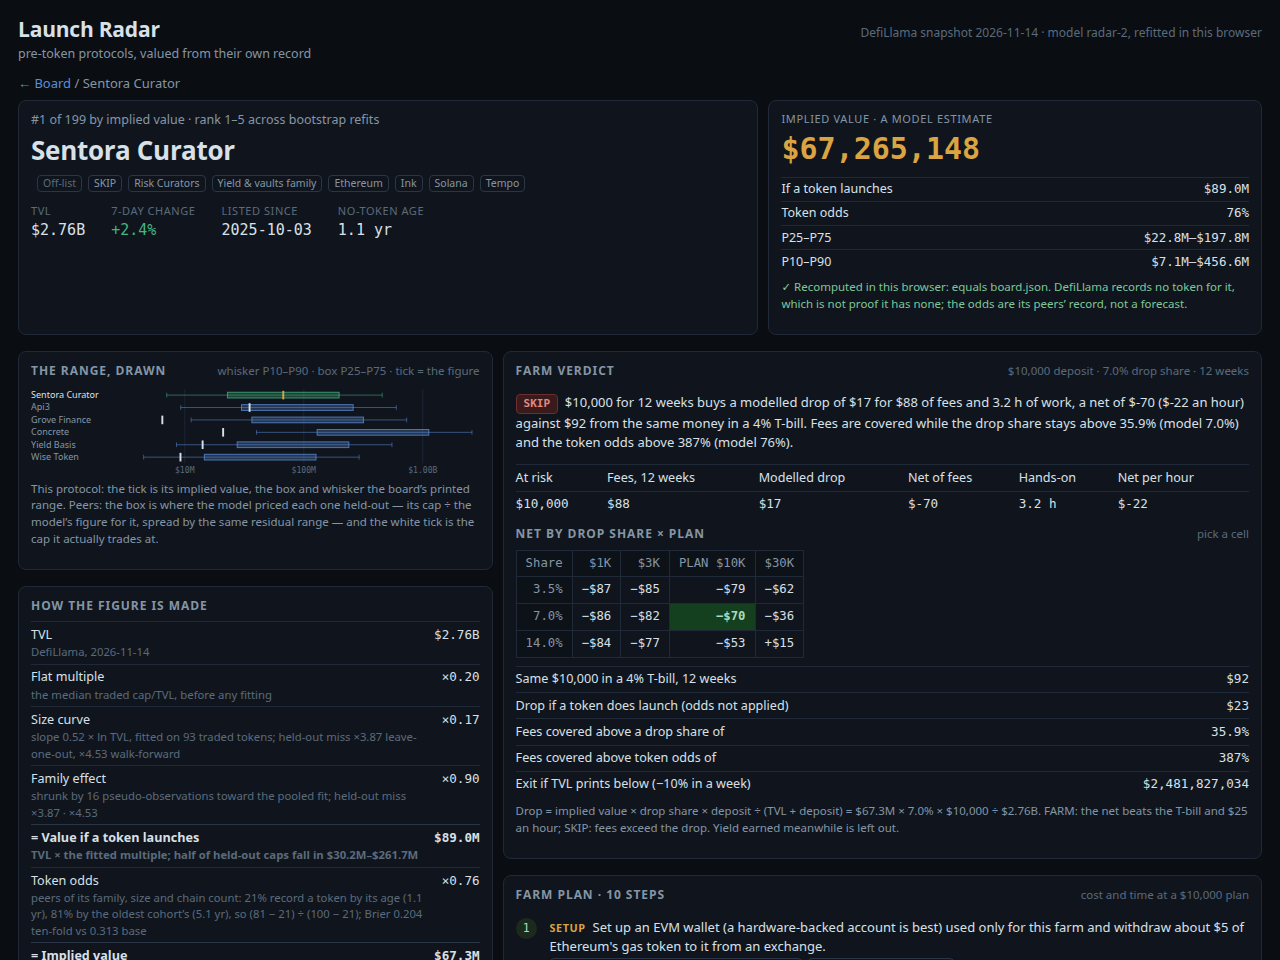 Launch Radar
pre-token protocols, valued from their own record
DefiLlama snapshot 2026-11-14 · model radar-2, refitted in this browser
← Board / Sentora Curator
#1 of 199 by implied value · rank 1–5 across bootstrap refits
Sentora Curator
Off-list SKIP Risk Curators Yield & vaults family Ethereum Ink Solana Tempo
TVL 7-DAY CHANGE LISTED SINCE NO-TOKEN AGE
$2.76B +2.4% 2025-10-03 1.1 yr
IMPLIED VALUE · A MODEL ESTIMATE
$67,265,148
If a token launches $89.0M
Token odds 76%
P25–P75 $22.8M–$197.8M
P10–P90 $7.1M–$456.6M
✓ Recomputed in this browser: equals board.json. DefiLlama records no token for it,
which is not proof it has none; the odds are its peers' record, not a forecast.
THE RANGE, DRAWN whisker P10–P90 · box P25–P75 · tick = the figure
Sentora Curator
Api3
Grove Finance
Concrete
Yield Basis
Wise Token
$10M $100M $1.00B
This protocol: the tick is its implied value, the box and whisker the board's printed
range. Peers: the box is where the model priced each one held-out — its cap ÷ the
model's figure for it, spread by the same residual range — and the white tick is the
cap it actually trades at.
HOW THE FIGURE IS MADE
TVL $2.76B
DefiLlama, 2026-11-14
Flat multiple ×0.20
the median traded cap/TVL, before any fitting
Size curve ×0.17
slope 0.52 × ln TVL, fitted on 93 traded tokens; held-out miss ×3.87 leave-
one-out, ×4.53 walk-forward
Family effect ×0.90
shrunk by 16 pseudo-observations toward the pooled fit; held-out miss
×3.87 · ×4.53
= Value if a token launches $89.0M
TVL × the fitted multiple; half of held-out caps fall in $30.2M–$261.7M
Token odds ×0.76
peers of its family, size and chain count: 21% record a token by its age (1.1
yr), 81% by the oldest cohort's (5.1 yr), so (81 − 21) ÷ (100 − 21); Brier 0.204
ten-fold vs 0.313 base
= Implied value $67.3M
FARM VERDICT $10,000 deposit · 7.0% drop share · 12 weeks
SKIP $10,000 for 12 weeks buys a modelled drop of $17 for $88 of fees and 3.2 h of work, a net of $-70 ($-22 an hour)
against $92 from the same money in a 4% T-bill. Fees are covered while the drop share stays above 35.9% (model 7.0%)
and the token odds above 387% (model 76%).
At risk Fees, 12 weeks Modelled drop Net of fees Hands-on Net per hour
$10,000 $88 $17 $-70 3.2 h $-22
NET BY DROP SHARE × PLAN pick a cell
Share $1K $3K PLAN $10K $30K
3.5% −$87 −$85 −$79 −$62
7.0% −$86 −$82 −$70 −$36
14.0% −$84 −$77 −$53 +$15
Same $10,000 in a 4% T-bill, 12 weeks $92
Drop if a token does launch (odds not applied) $23
Fees covered above a drop share of 35.9%
Fees covered above token odds of 387%
Exit if TVL prints below (−10% in a week) $2,481,827,034
Drop = implied value × drop share × deposit ÷ (TVL + deposit) = $67.3M × 7.0% × $10,000 ÷ $2.76B. FARM: the net beats the T-bill and $25
an hour; SKIP: fees exceed the drop. Yield earned meanwhile is left out.
FARM PLAN · 10 STEPS cost and time at a $10,000 plan
1 SETUP Set up an EVM wallet (a hardware-backed account is best) used only for this farm and withdraw about $5 of
Ethereum's gas token to it from an exchange.